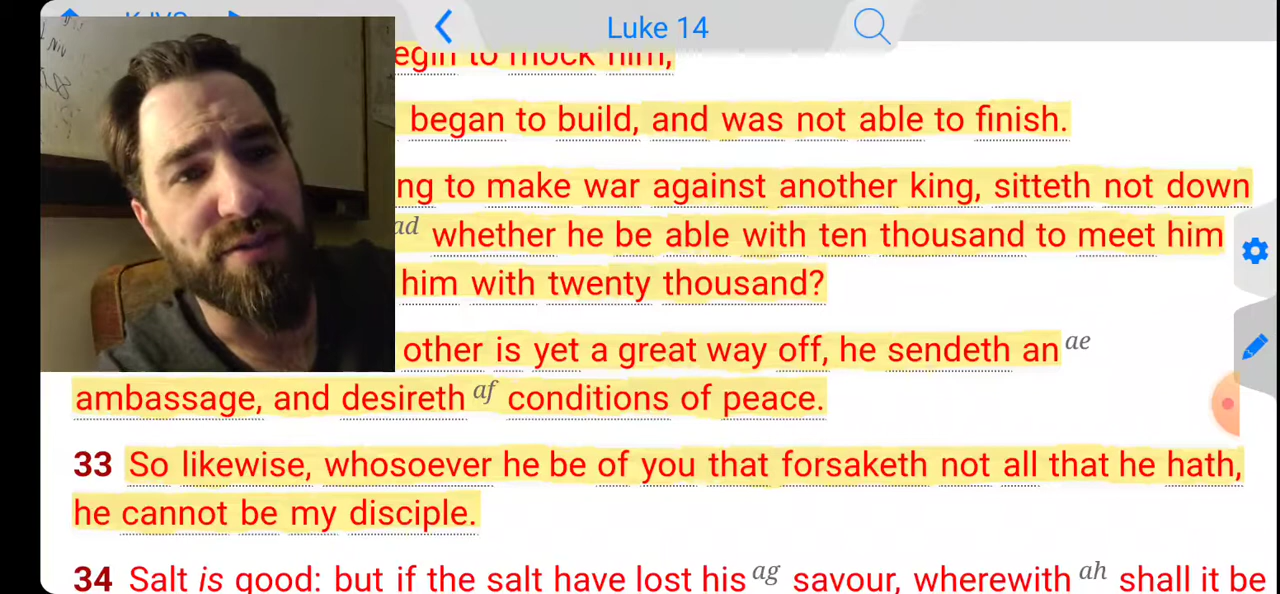 Luke 14
egin to mock him,
began to build, and was not able to finish.
ng to make war against another king, sitteth not down
ad whether he be able with ten thousand to meet him
him with twenty thousand?
other is yet a great way off, he sendeth an ae
ambassage, and desireth af conditions of peace.
33 So likewise, whosoever he be of you that forsaketh not all that he hath,
he cannot be my disciple.
34 Salt is good: but if the salt have lost his ag savour, wherewith ah shall it be